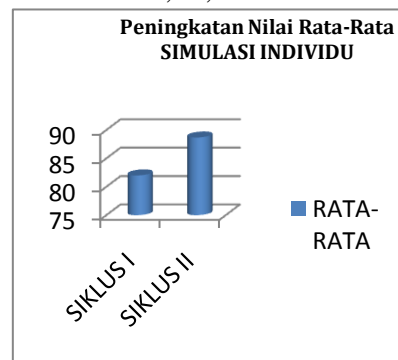 Peningkatan Nilai Rata-Rata
SIMULASI INDIVIDU
90
85
80
75
SIKLUS I
SIKLUS II
RATA-
RATA